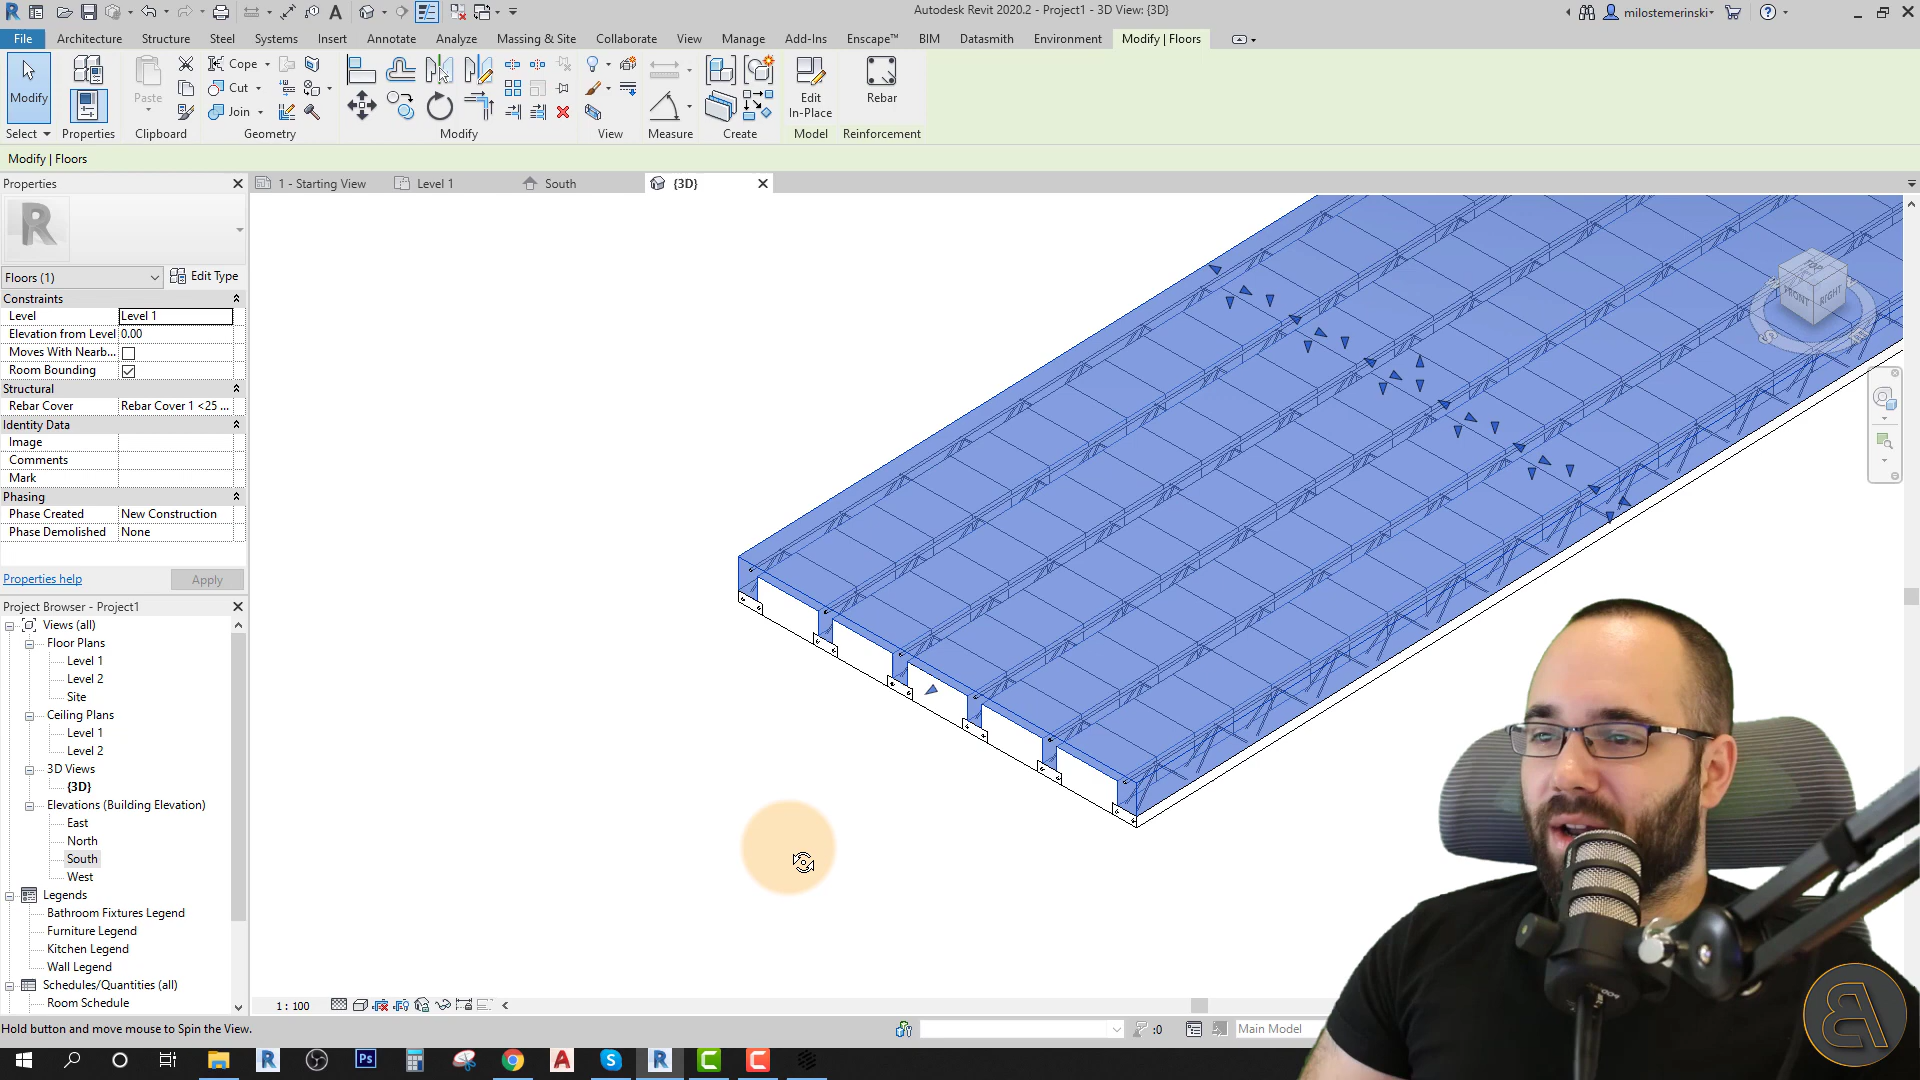 Autodesk Revit 2020.2 - Project1 - 3D View: {3D}
milostemerinski
File
Architecture
Structure
Steel
Systems
Insert
Annotate
Analyze
Massing & Site
Collaborate
View
Manage
Add-Ins
Enscape™
BIM
Datasmith
Environment
Modify | Floors
Modify
Select
Properties
Paste
Clipboard
Cope
Cut
Join
Geometry
Modify
View
Measure
Create
Edit
In-Place
Model
Rebar
Reinforcement
Modify | Floors
Properties
1 - Starting View
Level 1
South
{3D}
Floors (1)
Edit Type
Constraints
Level Level 1
Elevation from Level 0.00
Moves With Nearb...
Room Bounding
Structural
Rebar Cover Rebar Cover 1 <25 ...
Identity Data
Image
Comments
Mark
Phasing
Phase Created New Construction
Phase Demolished None
Properties help
Apply
Project Browser - Project1
Views (all)
Floor Plans
Level 1
Level 2
Site
Ceiling Plans
Level 1
Level 2
3D Views
{3D}
Elevations (Building Elevation)
East
North
South
West
Legends
Bathroom Fixtures Legend
Furniture Legend
Kitchen Legend
Wall Legend
Schedules/Quantities (all)
Room Schedule
TOP
FRONT
RIGHT
1 : 100
Hold button and move mouse to Spin the View.
:0
Main Model